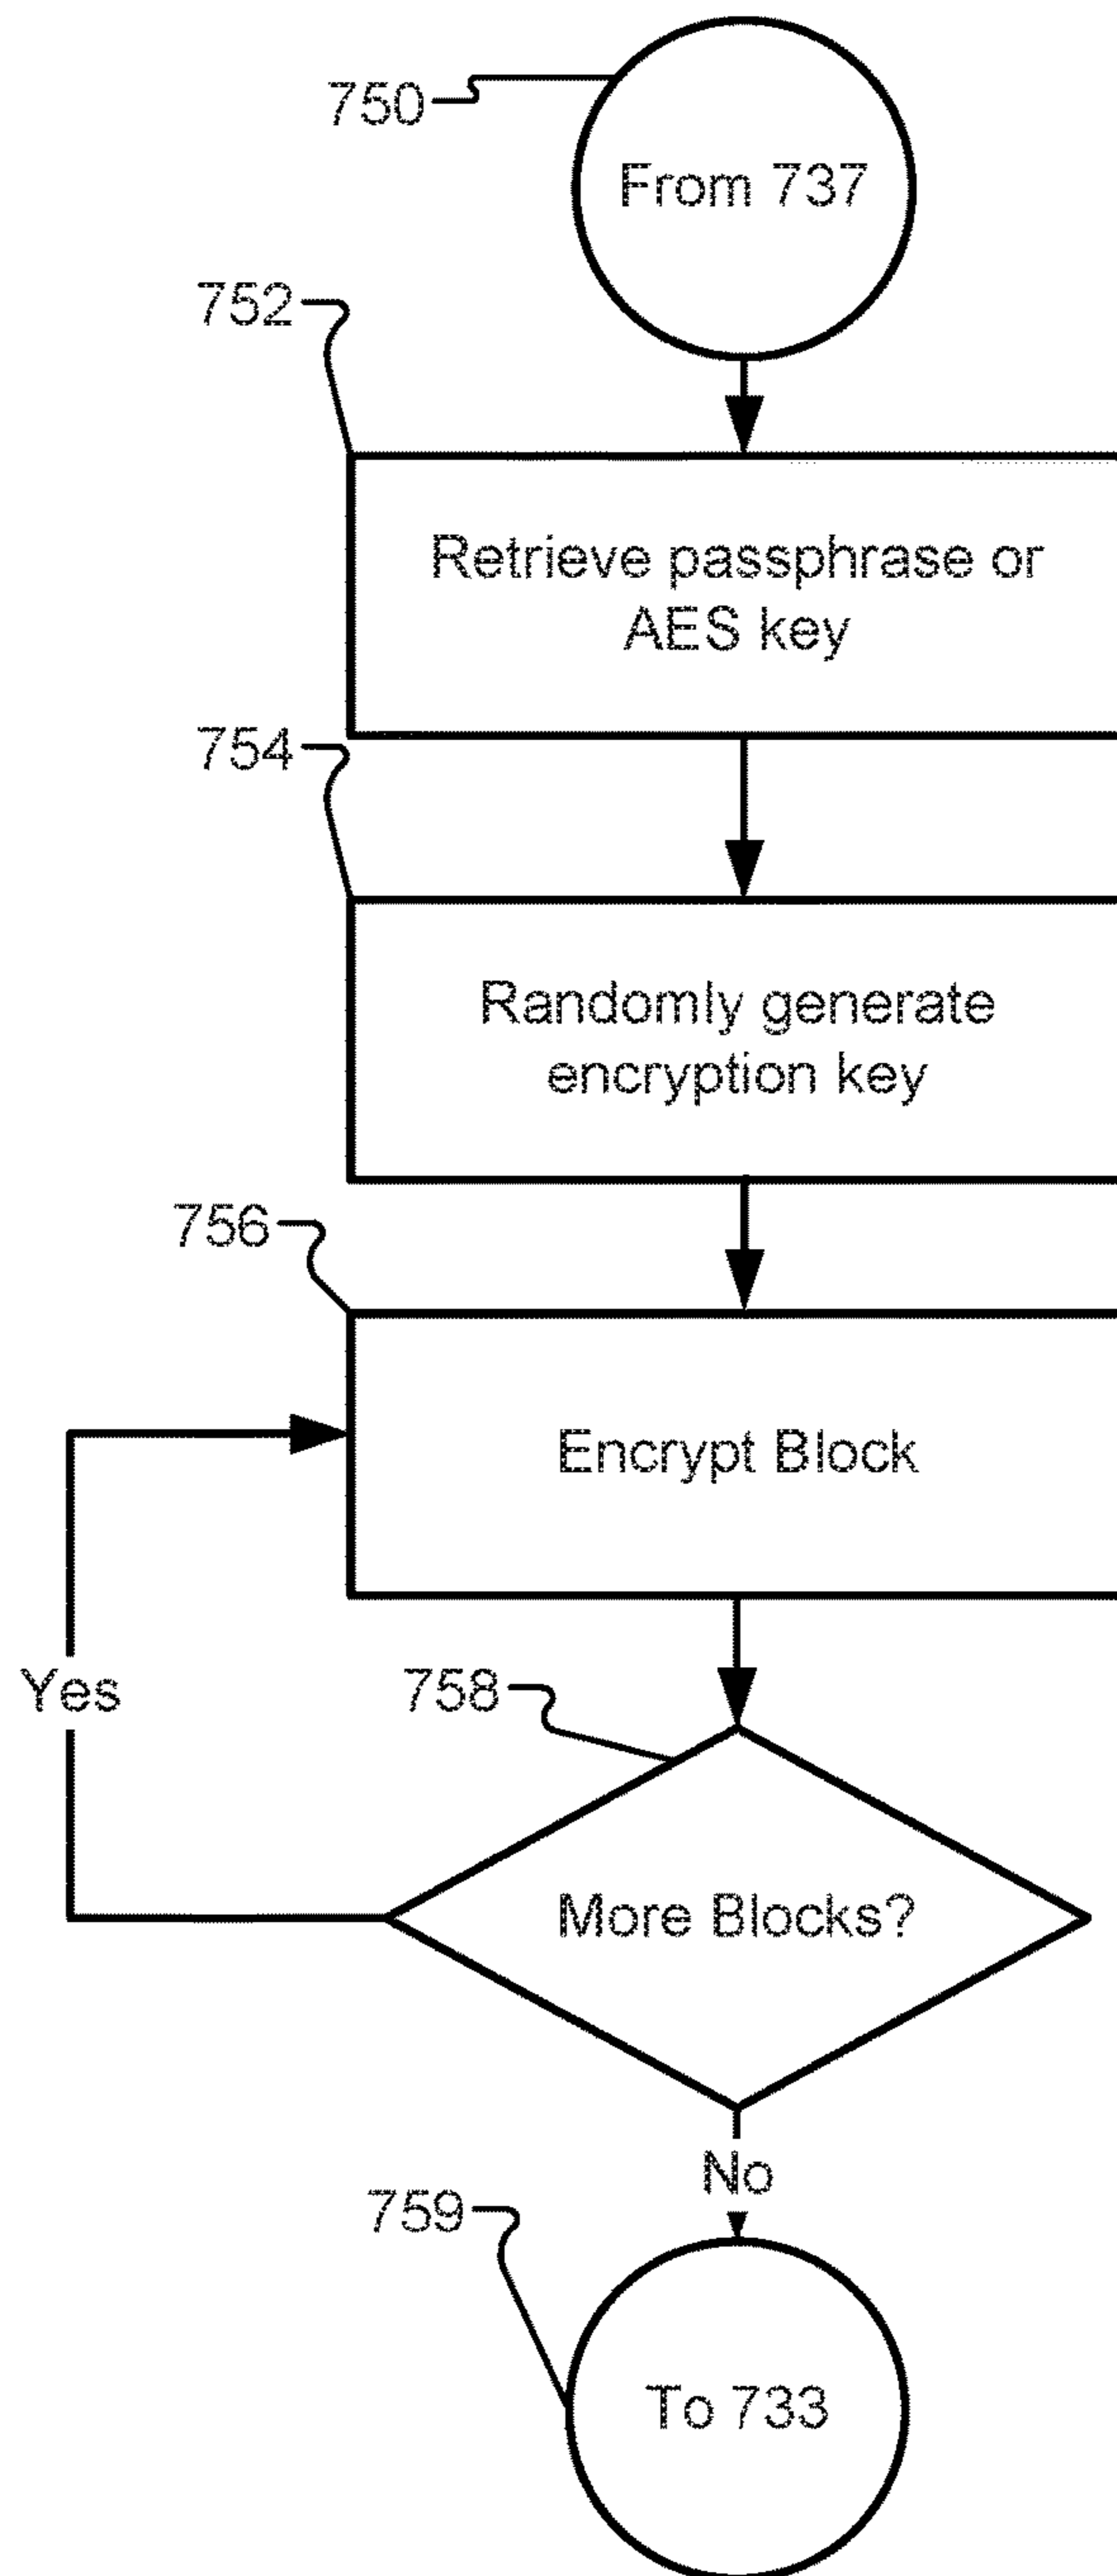 750
From 737
752
Retrieve passphrase or
AES key
754
Randomly generate
encryption key
756
Encrypt Block
Yes
758
More Blocks?
No
759
To 733